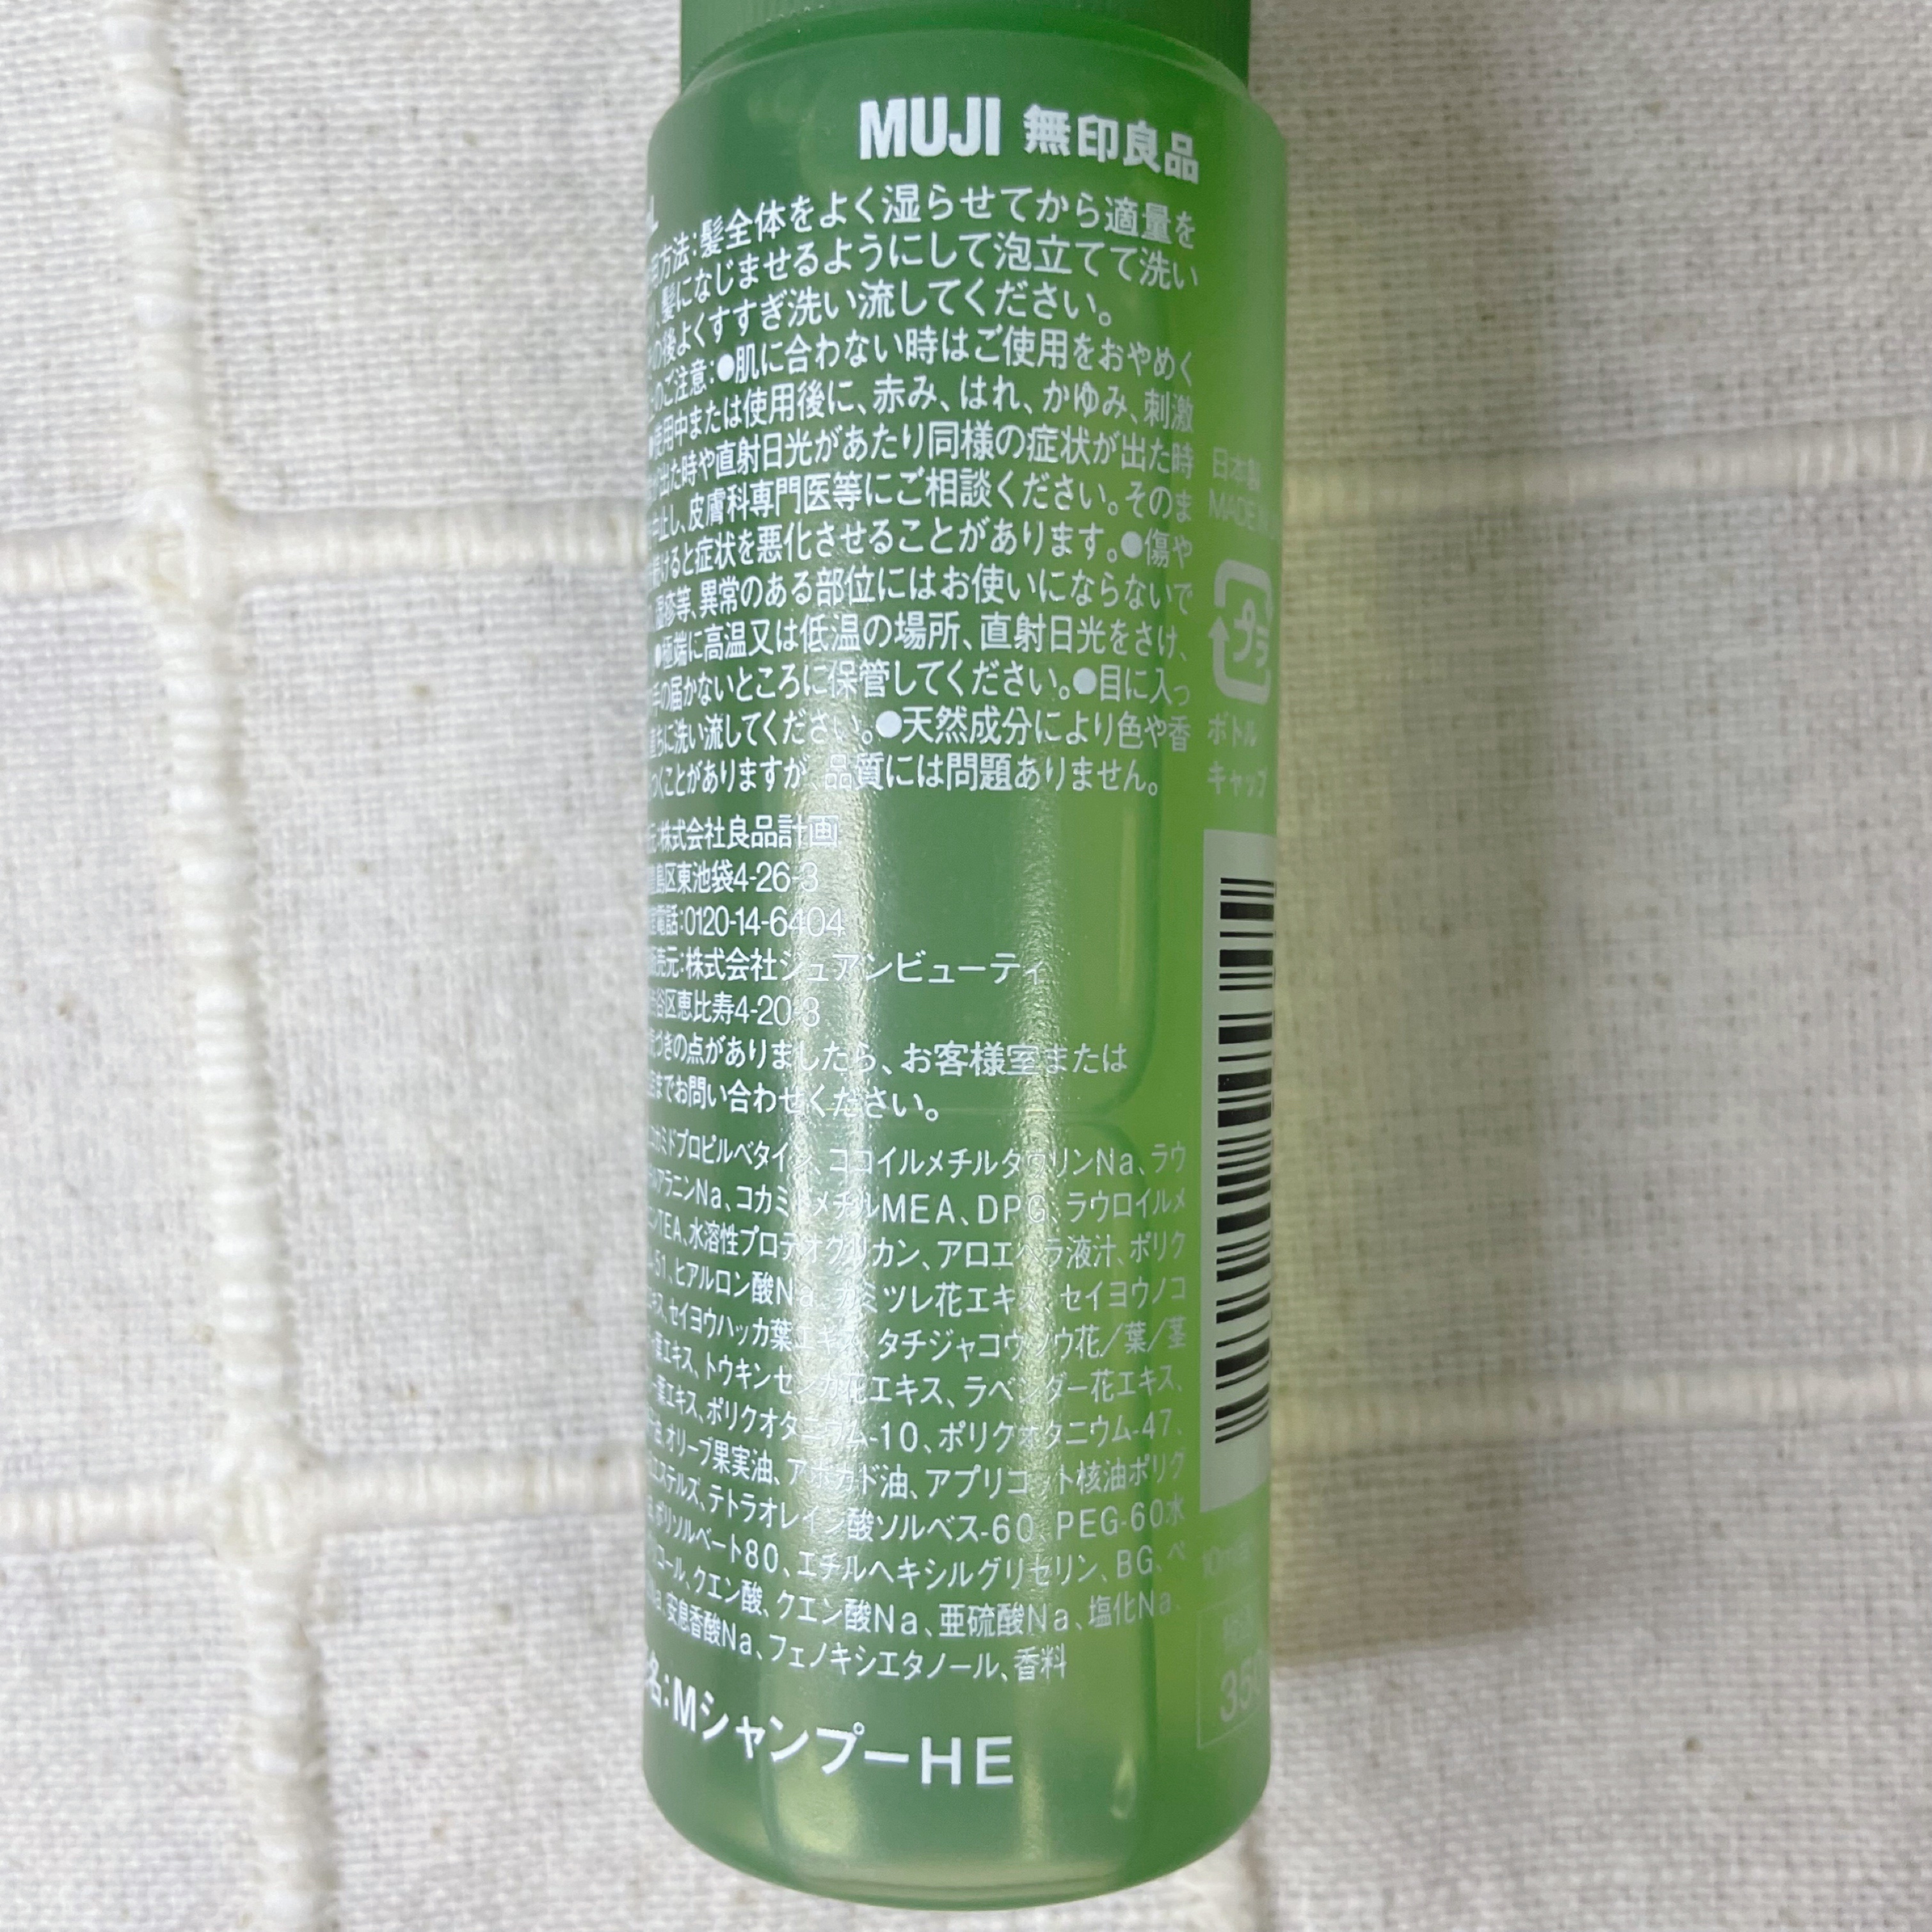 MUJI 無印良品
方法：髪全体をよく湿らせてから適量を
髪になじませるようにして泡立てて洗い
の後よくすすぎ洗い流してください。
のご注意：●肌に合わない時はご使用をおやめく
●使用中または使用後に、赤み、はれ、かゆみ、刺激
出た時や直射日光があたり同様の症状が出た時
中止し、皮膚科専門医等にご相談ください。そのま
続けると症状を悪化させることがあります。●傷や
湿疹等、異常のある部位にはお使いにならないで
●極端に高温又は低温の場所、直射日光をさけ、
手の届かないところに保管してください。●目に入っ
直ちに洗い流してください。●天然成分により色や香
つくことがありますが、品質には問題ありません。
元：株式会社良品計画
島区東池袋4-26-3
電話：0120-14-6404
売元：株式会社シュアンビューティ
谷区恵比寿4-20-3
づきの点がありましたら、お客様室または
までお問い合わせください。
カミドプロピルベタイン、ココイルメチルタウリンNa、ラウ
アラニンNa、コカミドメチルMEA、DPG、ラウロイルメ
TEA、水溶性プロテオグリカン、アロエベラ液汁、ポリク
-51、ヒアルロン酸Na、カミツレ花エキス、セイヨウノコ
キス、セイヨウハッカ葉エキス、タチジャコウソウ花／葉／茎
葉エキス、トウキンセンカ花エキス、ラベンダー花エキス、
葉エキス、ポリクオタニウム-10、ポリクオタニウム-47、
油、オリーブ果実油、アボカド油、アプリコット核油ポリグ
エステルズ、テトラオレイン酸ソルベス-60、PEG-60水
ポリソルベート80、エチルヘキシルグリセリン、BG、ペ
コール、クエン酸、クエン酸Na、亜硫酸Na、塩化Na、
安息香酸Na、フェノキシエタノール、香料
名：MシャンプーHE
日本製
MADE IN
プラ
ボトル
キャップ
350